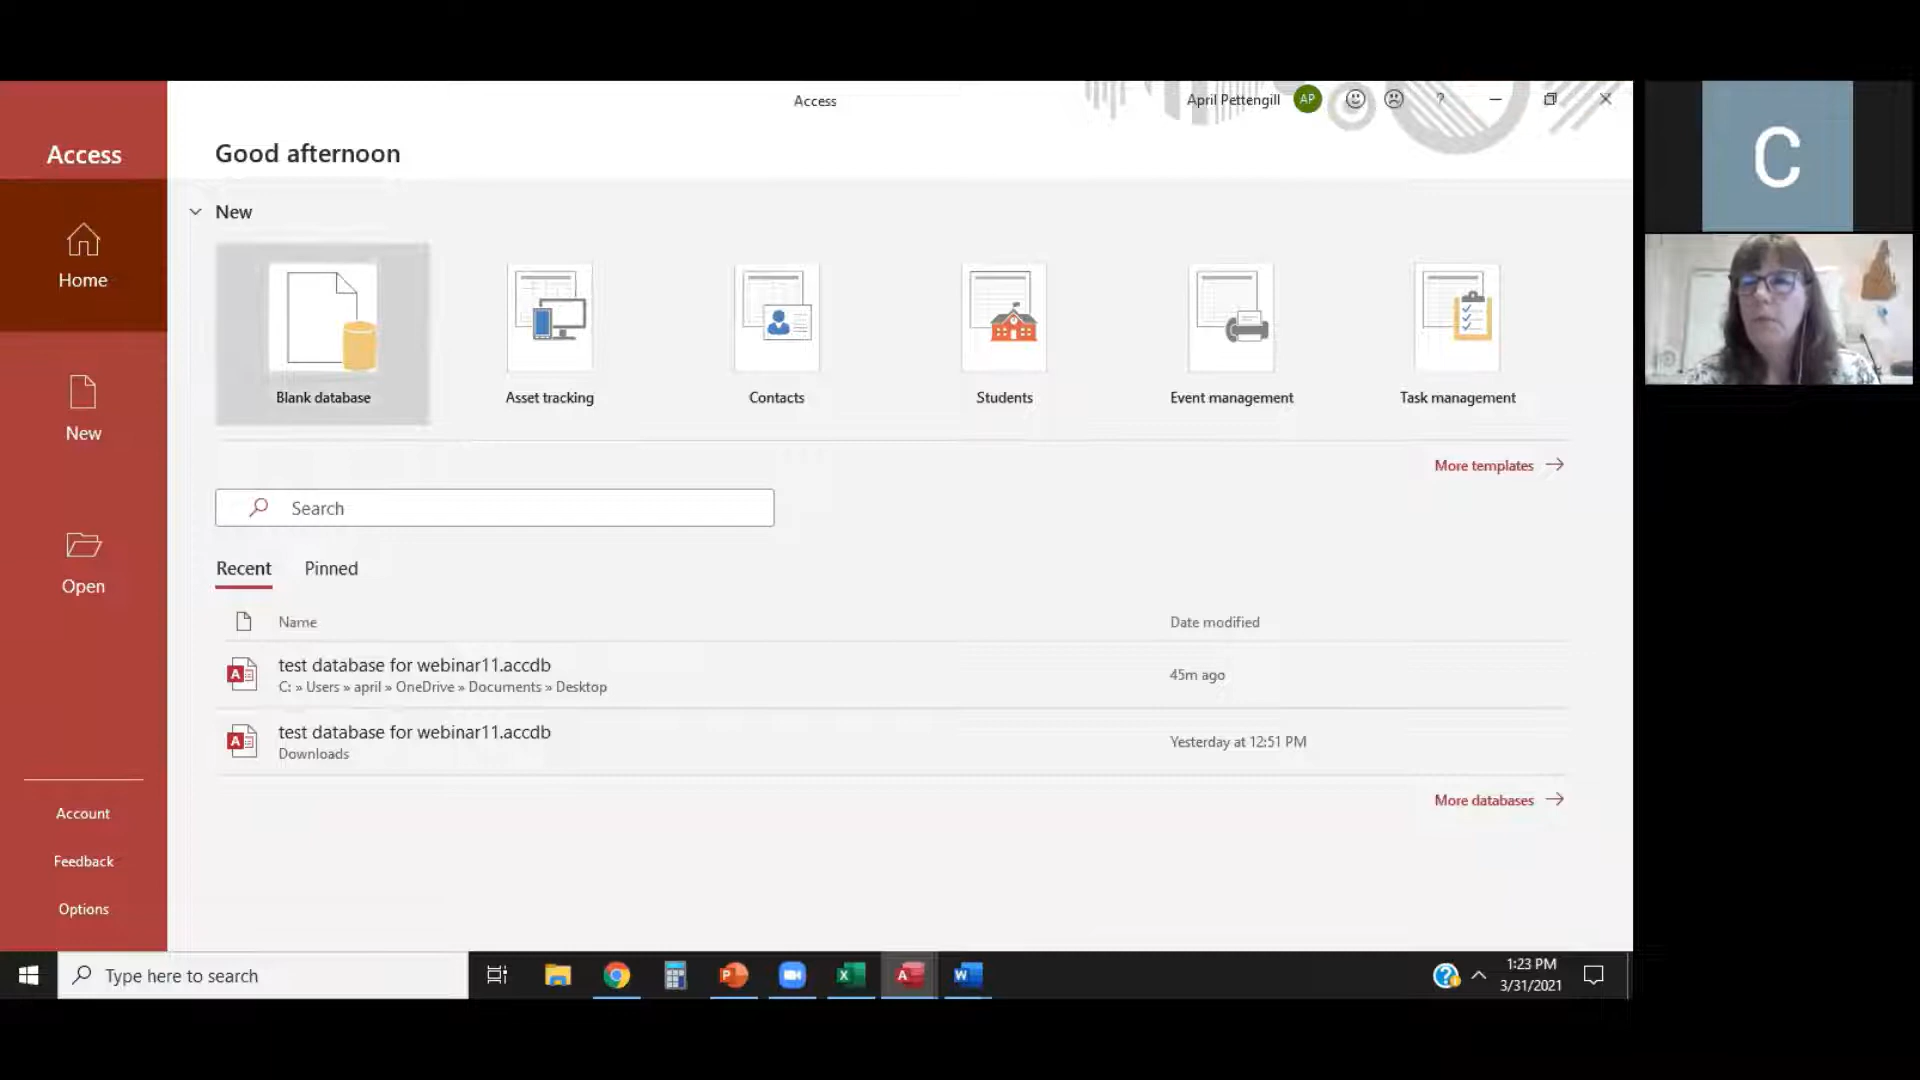 Access
April Pettengill
AP
?
Access
Good afternoon
Home
New
Open
Account
Feedback
Options
New
Blank database
Asset tracking
Contacts
Students
Event management
Task management
More templates
Search
Recent
Pinned
Name
Date modified
test database for webinar11.accdb
C: » Users » april » OneDrive » Documents » Desktop
45m ago
test database for webinar11.accdb
Downloads
Yesterday at 12:51 PM
More databases
C
Type here to search
P
X
A
W
?
1:23 PM
3/31/2021